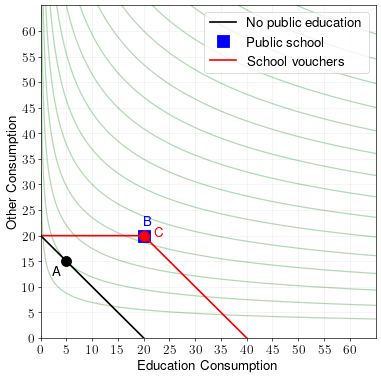 No public education
Public school
School vouchers
65
60
55
50
45
40
35
30
25
20
15
10
5
0
Other Consumption
B
C
A
0 5 10 15 20 25 30 35 40 45 50 55 60
Education Consumption